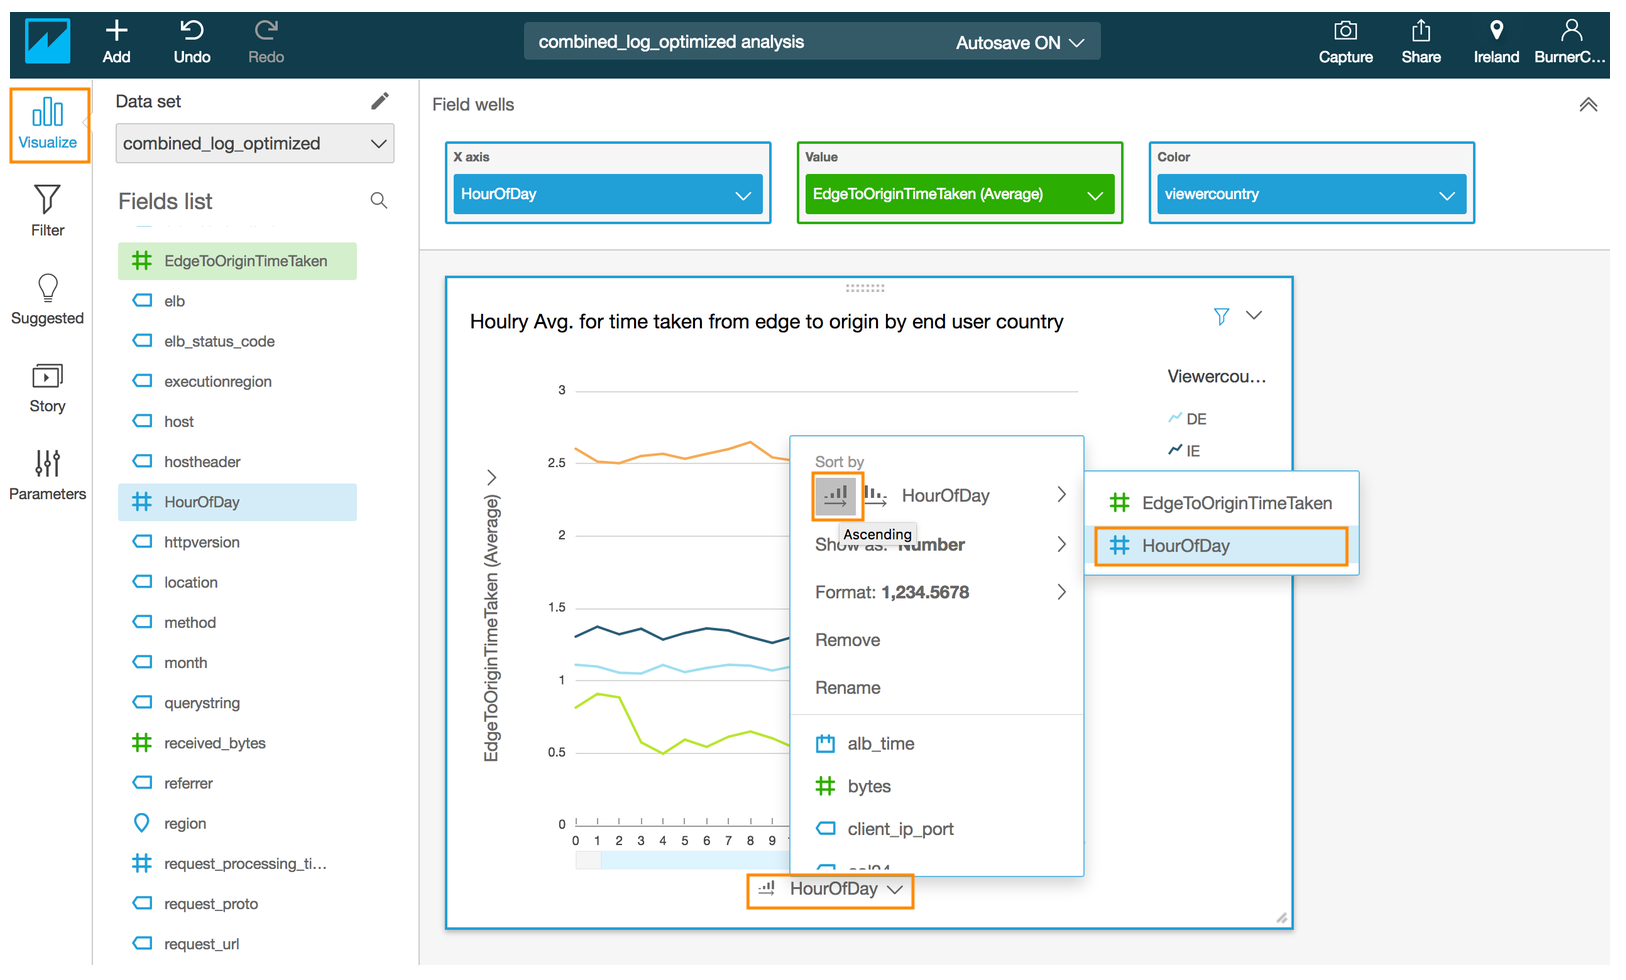 Add
Undo
Redo
combined_log_optimized analysis
Autosave ON
Capture
Share
Ireland
BurnerC...
Visualize
Filter
Suggested
Story
Parameters
Data set
combined_log_optimized
Fields list
EdgeToOriginTimeTaken
elb
elb_status_code
executionregion
host
hostheader
HourOfDay
httpversion
location
method
month
querystring
received_bytes
referrer
region
request_processing_ti...
request_proto
request_url
Field wells
X axis
HourOfDay
Value
EdgeToOriginTimeTaken (Average)
Color
viewercountry
Houlry Avg. for time taken from edge to origin by end user country
Viewercou...
DE
IE
EdgeToOriginTimeTaken (Average)
3
2.5
2
1.5
1
0.5
0
0 1 2 3 4 5 6 7 8 9
HourOfDay
Sort by
HourOfDay
Ascending
Show as: Number
Format: 1,234.5678
Remove
Rename
alb_time
bytes
client_ip_port
EdgeToOriginTimeTaken
HourOfDay